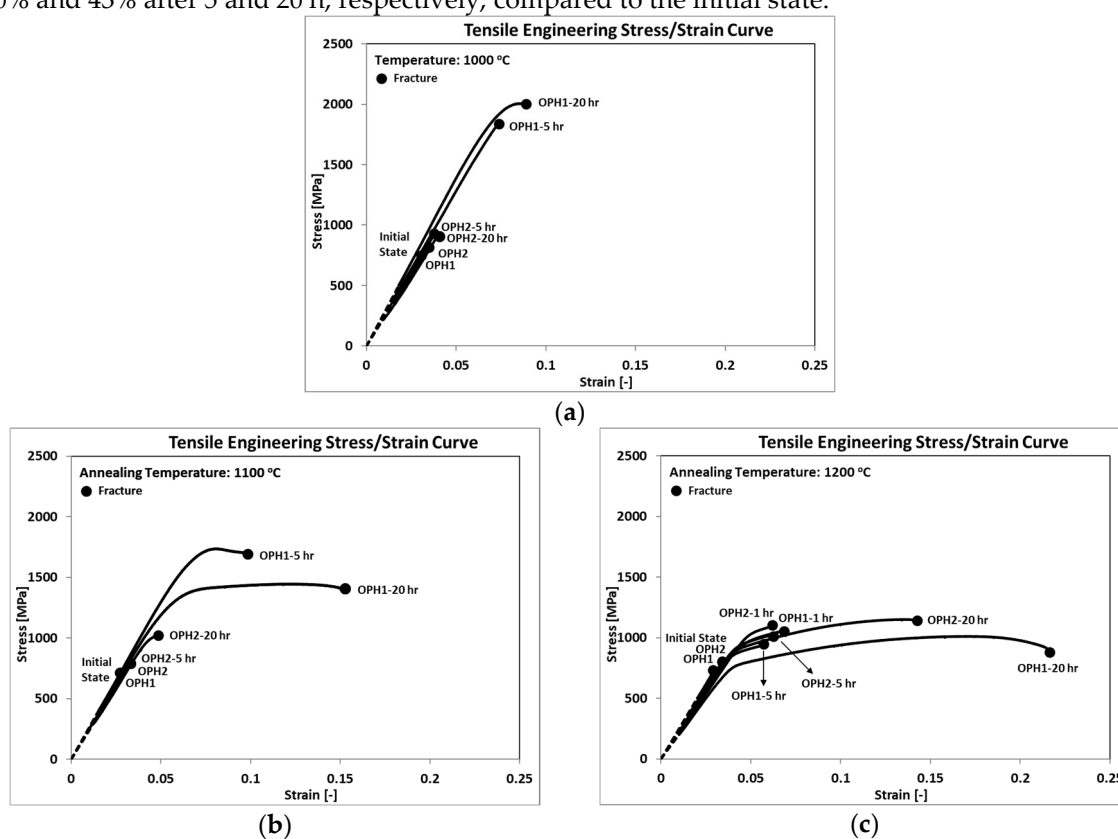 0% and 45% after 5 and 20 h, respectively, compared to the initial state.
Tensile Engineering Stress/Strain Curve
2500
Temperature: 1000 °C
Fracture
2000
OPH1-20 hr
OPH1-5 hr
1500
Stress [MPa]
1000
Initial
State
OPH2-5 hr
OPH2-20 hr
OPH2
OPH1
500
0
0 0.05 0.1 0.15 0.2 0.25
Strain [-]
(a)
Tensile Engineering Stress/Strain Curve
2500
Annealing Temperature: 1100 °C
Fracture
2000
OPH1-5 hr
1500
OPH1-20 hr
Stress [MPa]
1000
OPH2-20 hr
Initial
State
OPH2-5 hr
OPH2
OPH1
500
0
0 0.05 0.1 0.15 0.2 0.25
Strain [-]
(b)
Tensile Engineering Stress/Strain Curve
2500
Annealing Temperature: 1200 °C
Fracture
2000
1500
Stress [MPa]
OPH2-1 hr
OPH1-1 hr
OPH2-20 hr
1000
Initial State
OPH2
OPH1
OPH1-20 hr
OPH2-5 hr
OPH1-5 hr
500
0
0 0.05 0.1 0.15 0.2 0.25
Strain [-]
(c)